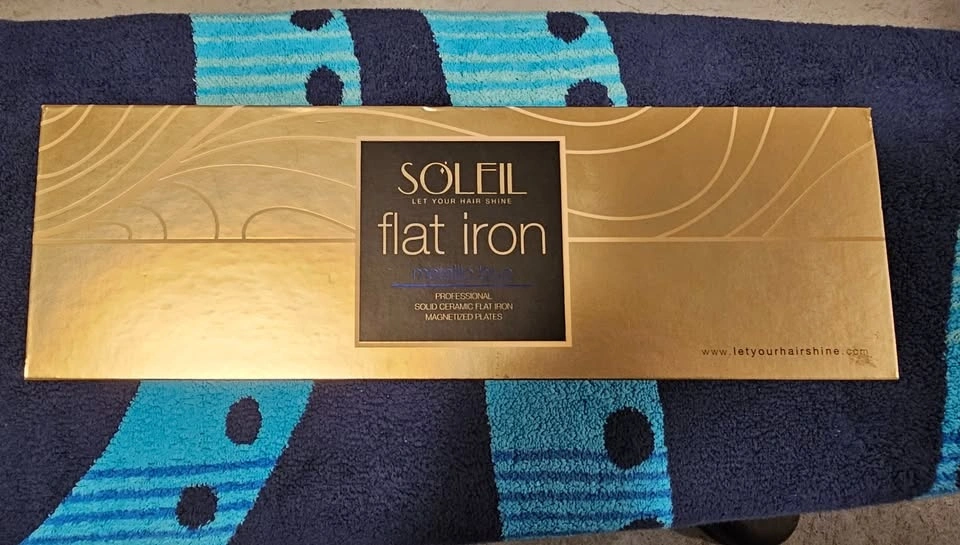 SOLEIL
LET YOUR HAIR SHINE
flat iron
PROFESSIONAL
SOLID CERAMIC FLAT IRON
MAGNETIZED PLATES
www.letyourhairshine.com